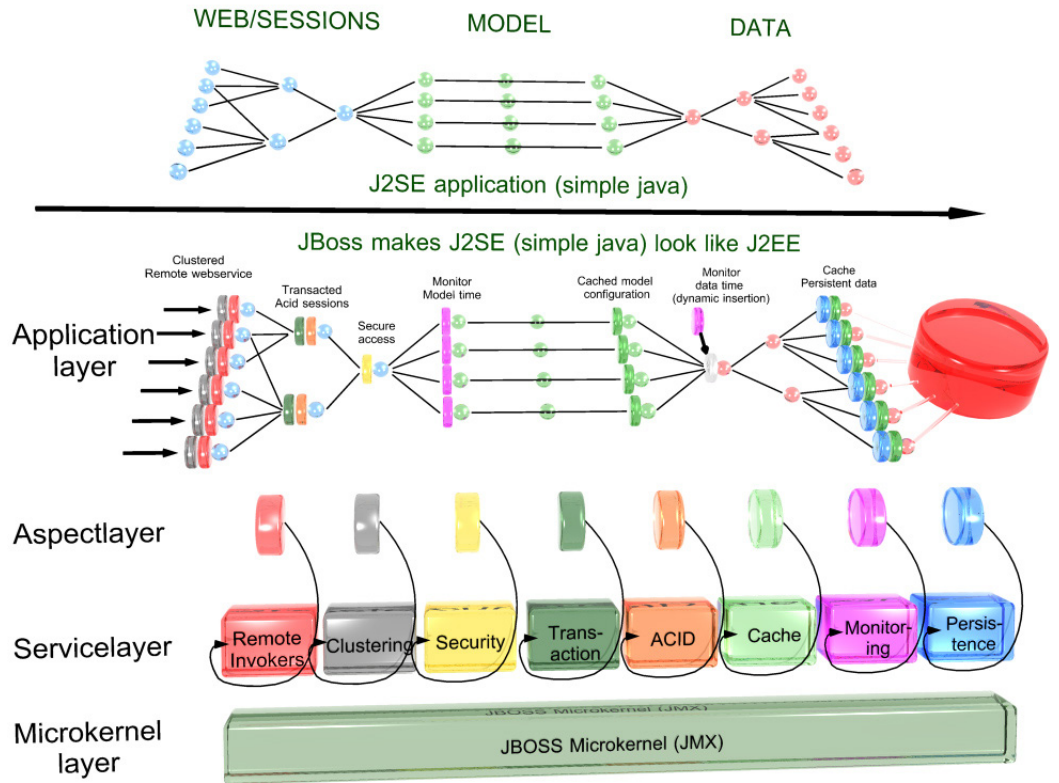 WEB/SESSIONS
MODEL
DATA
J2SE application (simple java)
JBoss makes J2SE (simple java) look like J2EE
Clustered
Remote webservice
Transacted
Acid sessions
Secure
access
Monitor
Model time
Cached model
configuration
Monitor
data time
(dynamic insertion)
Cache
Persistent data
Application
layer
Aspectlayer
Servicelayer
Remote
Invokers
Clustering
Security
Trans-
action
ACID
Cache
Monitor-
ing
Persis-
tence
Microkernel
layer
JBOSS Microkernel (JMX)
JBOSS Microkernel (JMX)